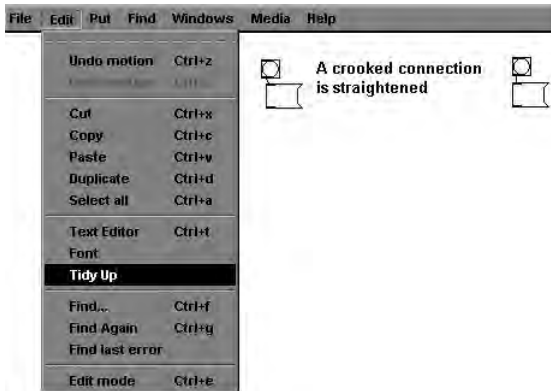 File Edit Put Find Windows Media Help
Undo motion Ctrl+z
Cut Ctrl+x
Copy Ctrl+c
Paste Ctrl+v
Duplicate Ctrl+d
Select all Ctrl+a
Text Editor Ctrl+t
Font
Tidy Up
Find... Ctrl+f
Find Again Ctrl+g
Find last error
Edit mode Ctrl+e
A crooked connection
is straightened